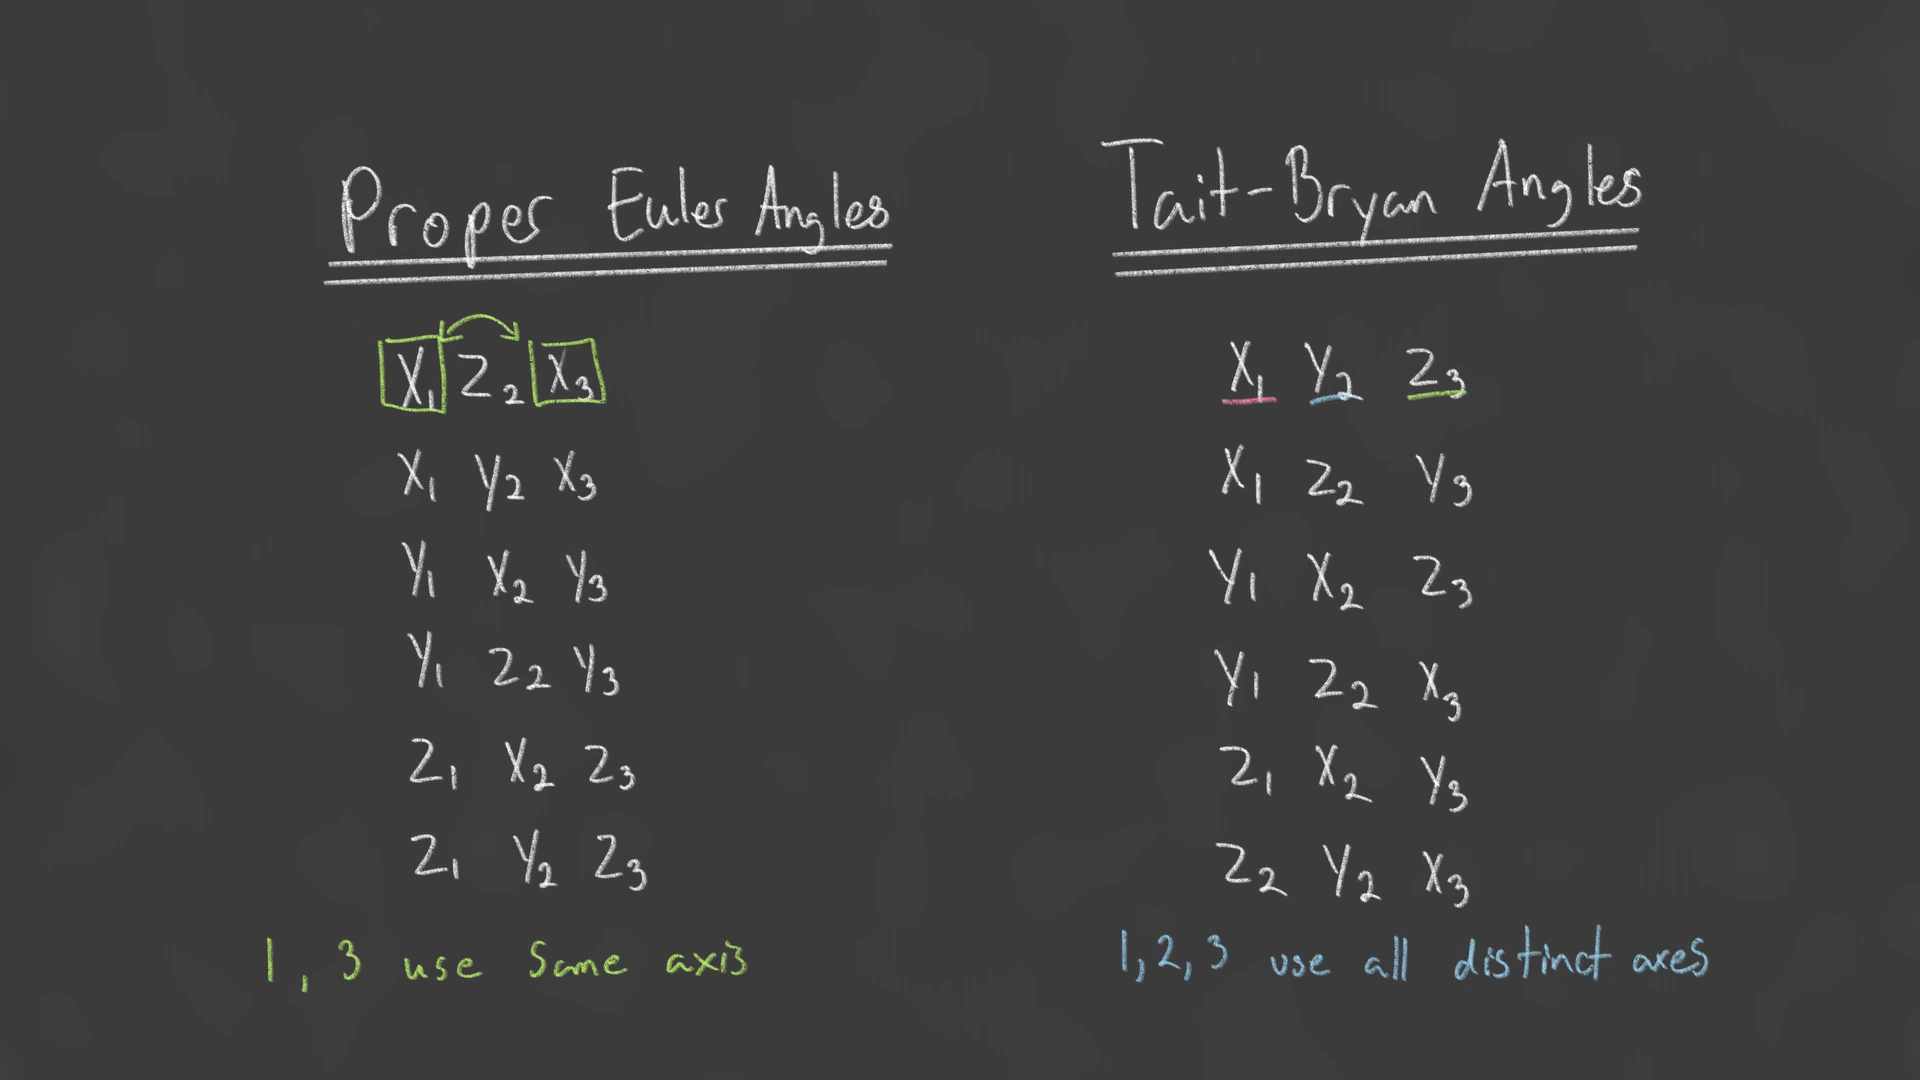 Proper Euler Angles
X₁ Z₂ X₃
X₁ Y₂ X₃
Y₁ X₂ Y₃
Y₁ Z₂ Y₃
Z₁ X₂ Z₃
Z₁ Y₂ Z₃
1, 3 use same axis
Tait-Bryan Angles
X₁ Y₂ Z₃
X₁ Z₂ Y₃
Y₁ X₂ Z₃
Y₁ Z₂ X₃
Z₁ X₂ Y₃
Z₂ Y₂ X₃
1, 2, 3 use all distinct axes